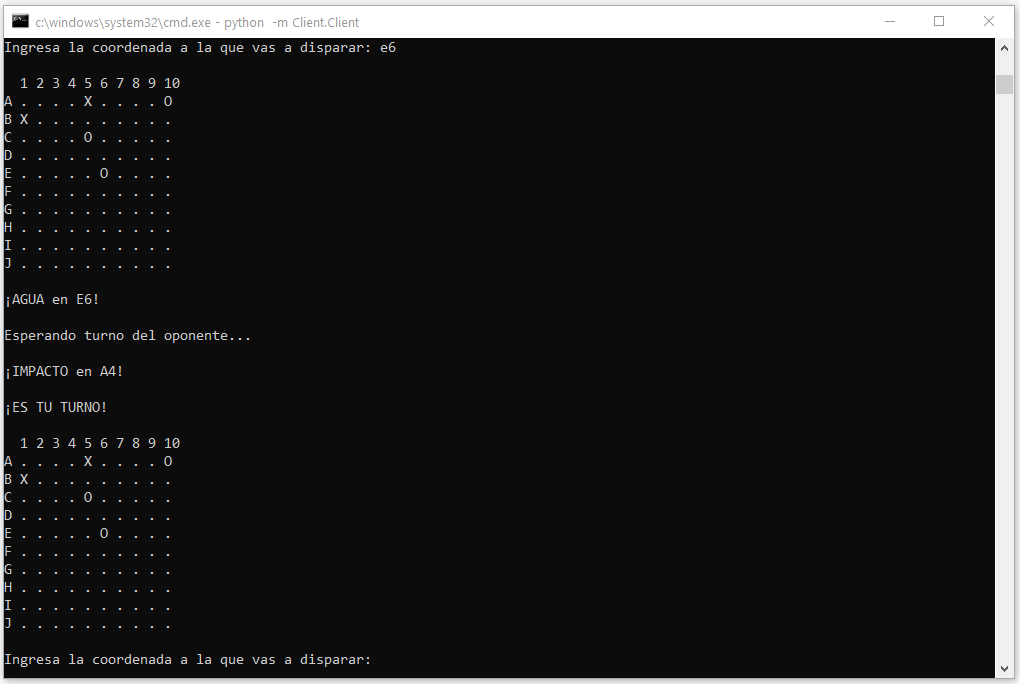 c:\windows\system32\cmd.exe - python  -m Client.Client
Ingresa la coordenada a la que vas a disparar: e6
  1 2 3 4 5 6 7 8 9 10
A . . . . X . . . . O
B X . . . . . . . . .
C . . . . O . . . . .
D . . . . . . . . . .
E . . . . . O . . . .
F . . . . . . . . . .
G . . . . . . . . . .
H . . . . . . . . . .
I . . . . . . . . . .
J . . . . . . . . . .
¡AGUA en E6!
Esperando turno del oponente...
¡IMPACTO en A4!
¡ES TU TURNO!
  1 2 3 4 5 6 7 8 9 10
A . . . . X . . . . O
B X . . . . . . . . .
C . . . . O . . . . .
D . . . . . . . . . .
E . . . . . O . . . .
F . . . . . . . . . .
G . . . . . . . . . .
H . . . . . . . . . .
I . . . . . . . . . .
J . . . . . . . . . .
Ingresa la coordenada a la que vas a disparar: